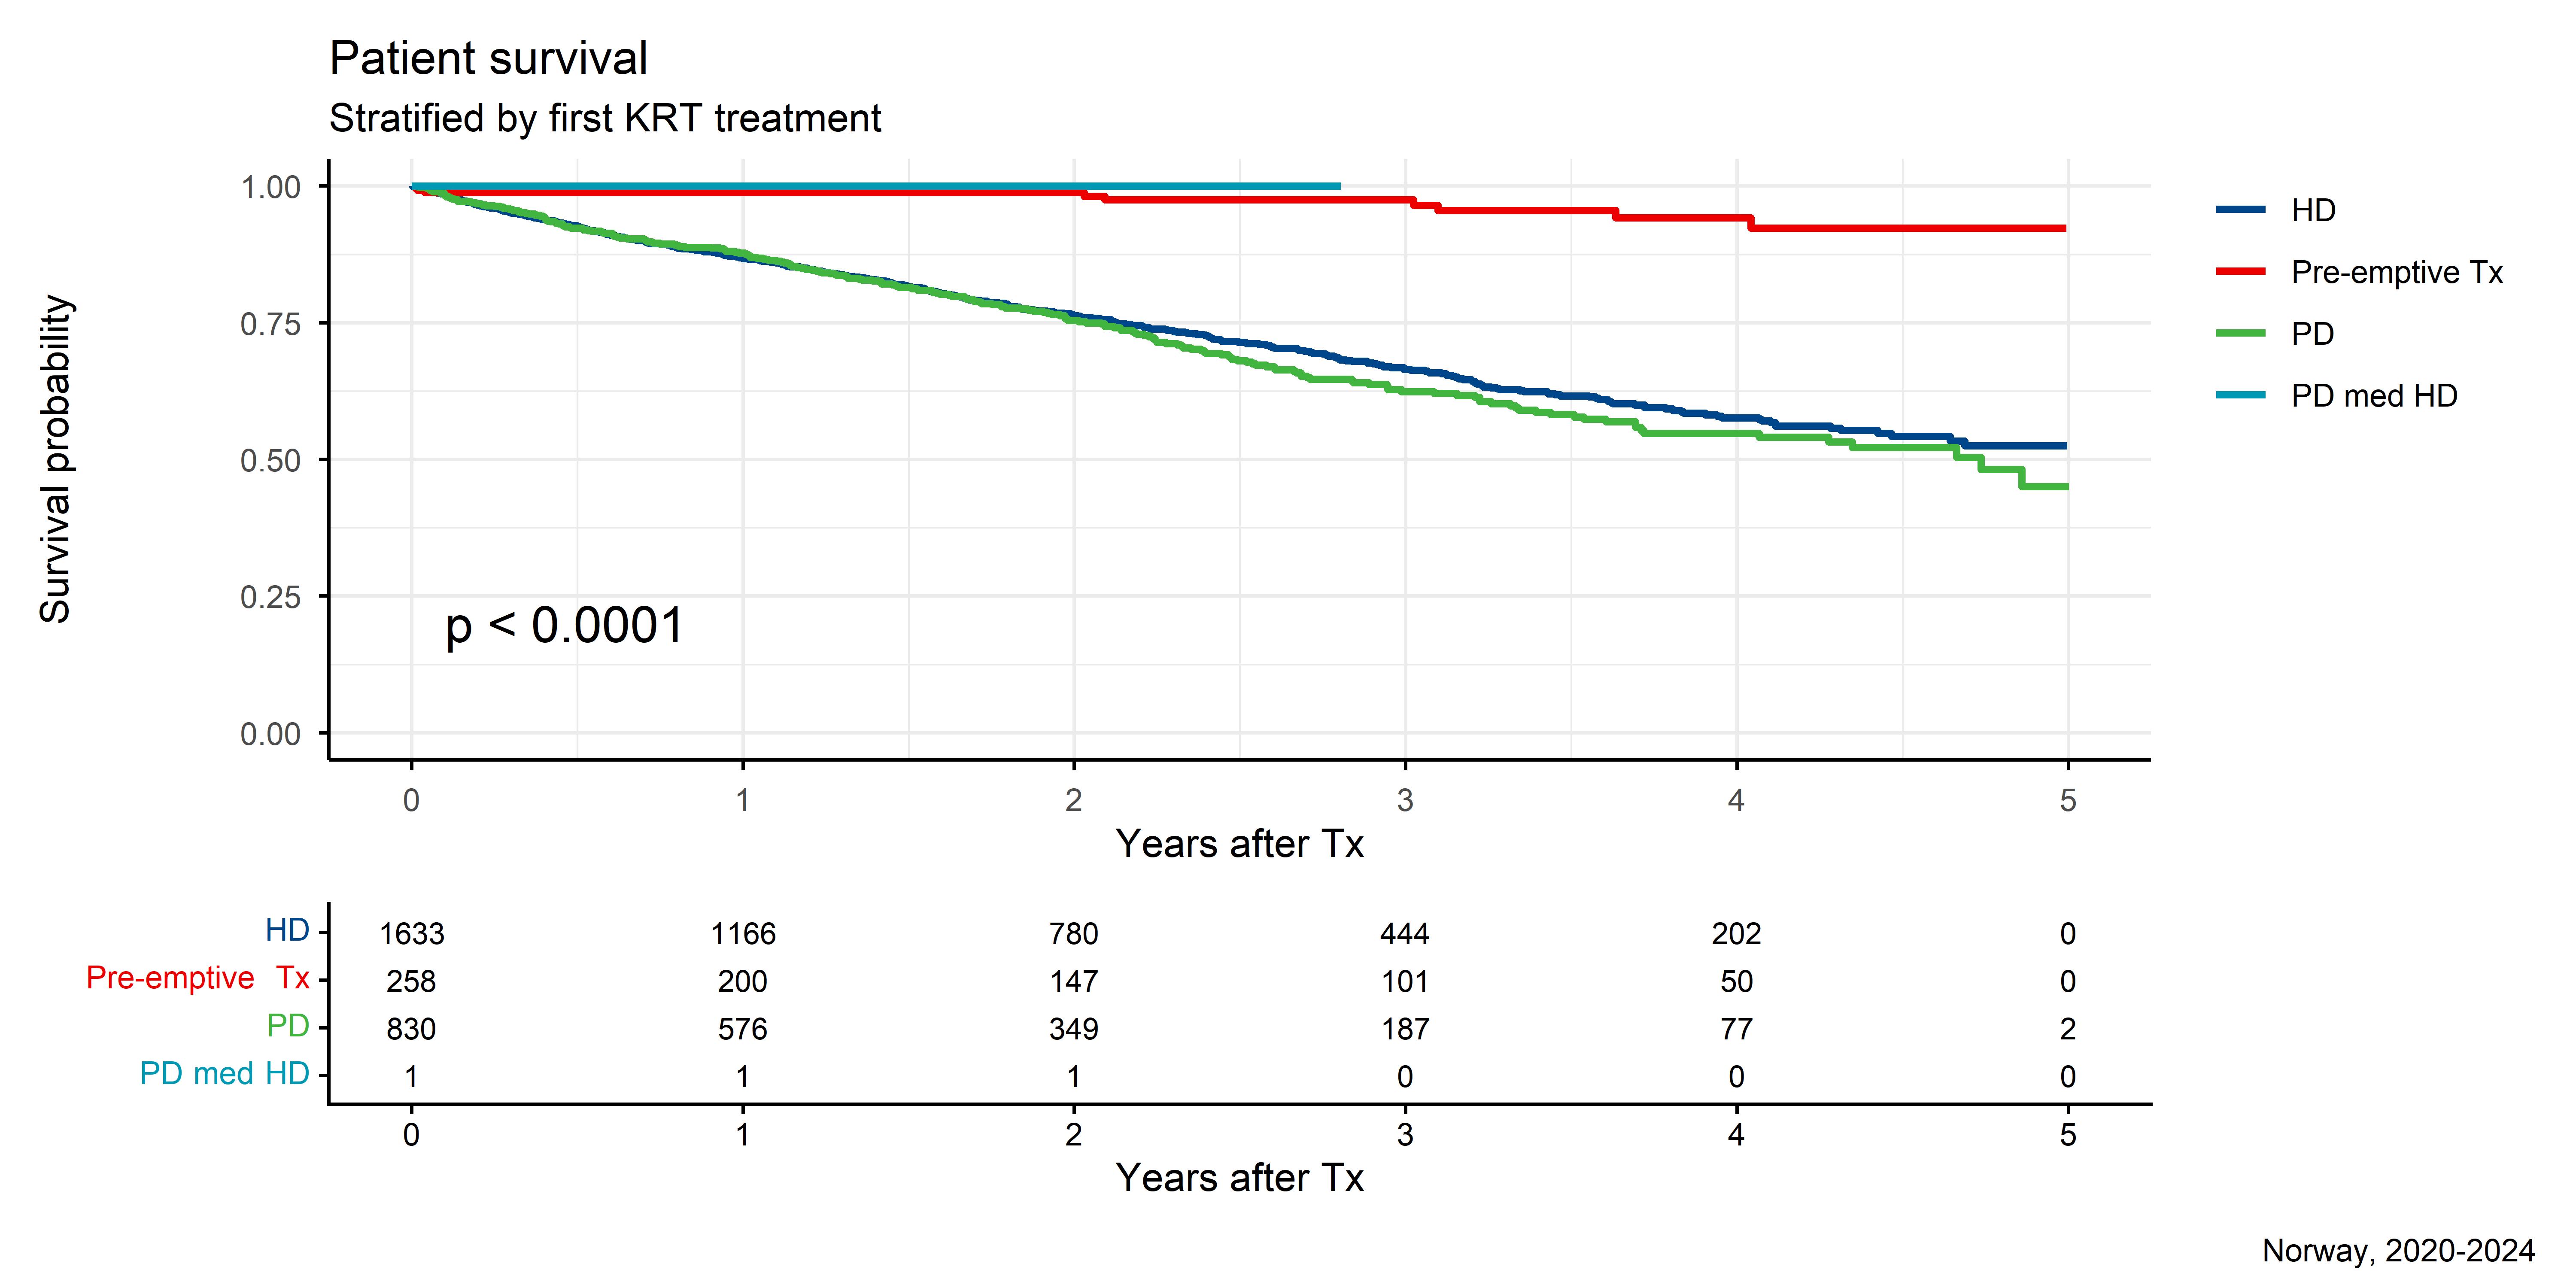 Patient survival
Stratified by first KRT treatment
Survival probability
1.00
0.75
0.50
0.25
0.00
p < 0.0001
0 1 2 3 4 5
Years after Tx
HD
Pre-emptive Tx
PD
PD med HD
HD 1633 1166 780 444 202 0
Pre-emptive Tx 258 200 147 101 50 0
PD 830 576 349 187 77 2
PD med HD 1 1 1 0 0 0
0 1 2 3 4 5
Years after Tx
Norway, 2020-2024